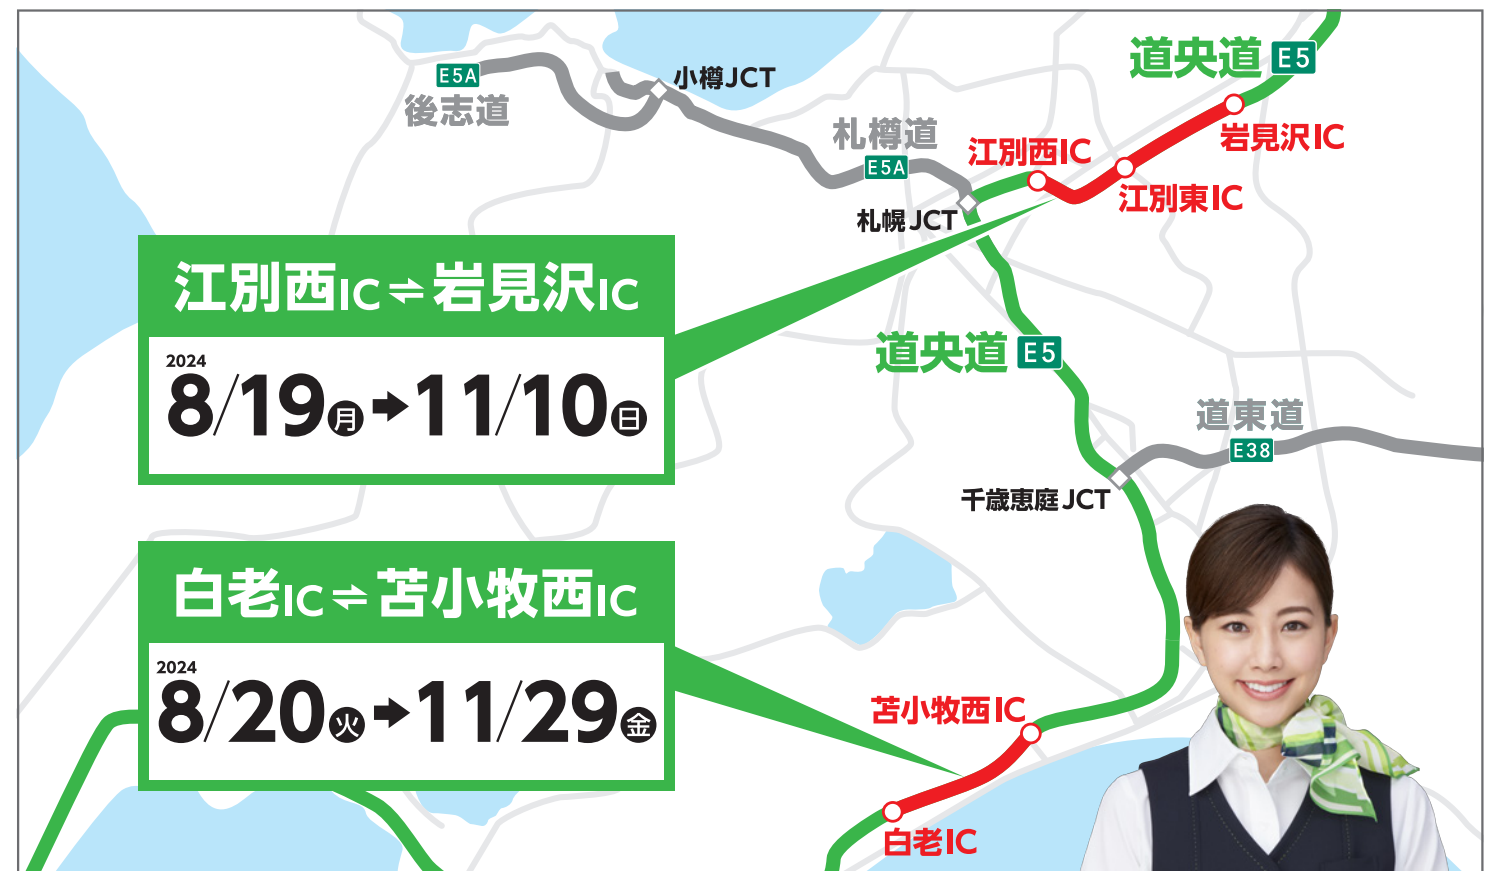 道央道 E5
小樽JCT
E5A
後志道
札樽道
E5A
江別西IC
岩見沢IC
江別東IC
札幌JCT
江別西IC⇌岩見沢IC
2024
8/19㊊→11/10㊐
道央道 E5
道東道
E38
千歳恵庭JCT
白老IC⇌苫小牧西IC
2024
8/20㊋→11/29㊎
苫小牧西IC
白老IC